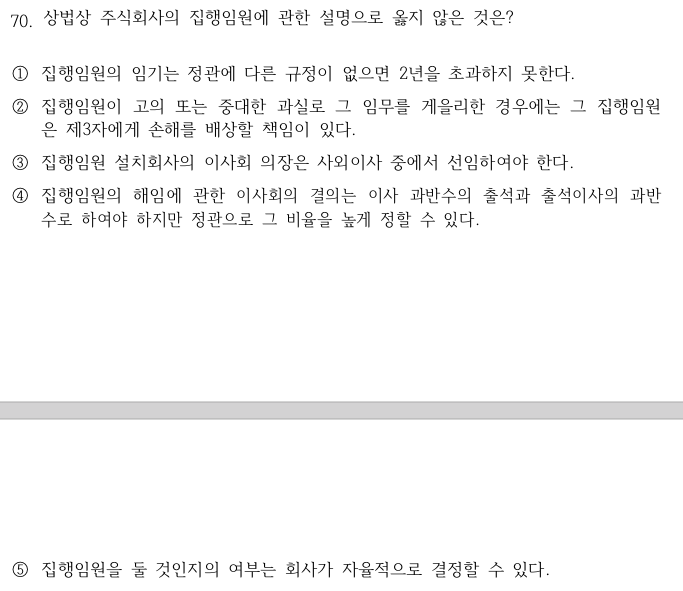 70. 상법상 주식회사의 집행임원에 관한 설명으로 옳지 않은 것은?
① 집행임원의 임기는 정관에 다른 규정이 없으면 2년을 초과하지 못한다.
② 집행임원이 고의 또는 중대한 과실로 그 임무를 게을리한 경우에는 그 집행임원
은 제3자에게 손해를 배상할 책임이 있다.
③ 집행임원 설치회사의 이사회 의장은 사외이사 중에서 선임하여야 한다.
④ 집행임원의 해임에 관한 이사회의 결의는 이사 과반수의 출석과 출석이사의 과반
수로 하여야 하지만 정관으로 그 비율을 높게 정할 수 있다.
⑤ 집행임원을 둘 것인지의 여부는 회사가 자율적으로 결정할 수 있다.